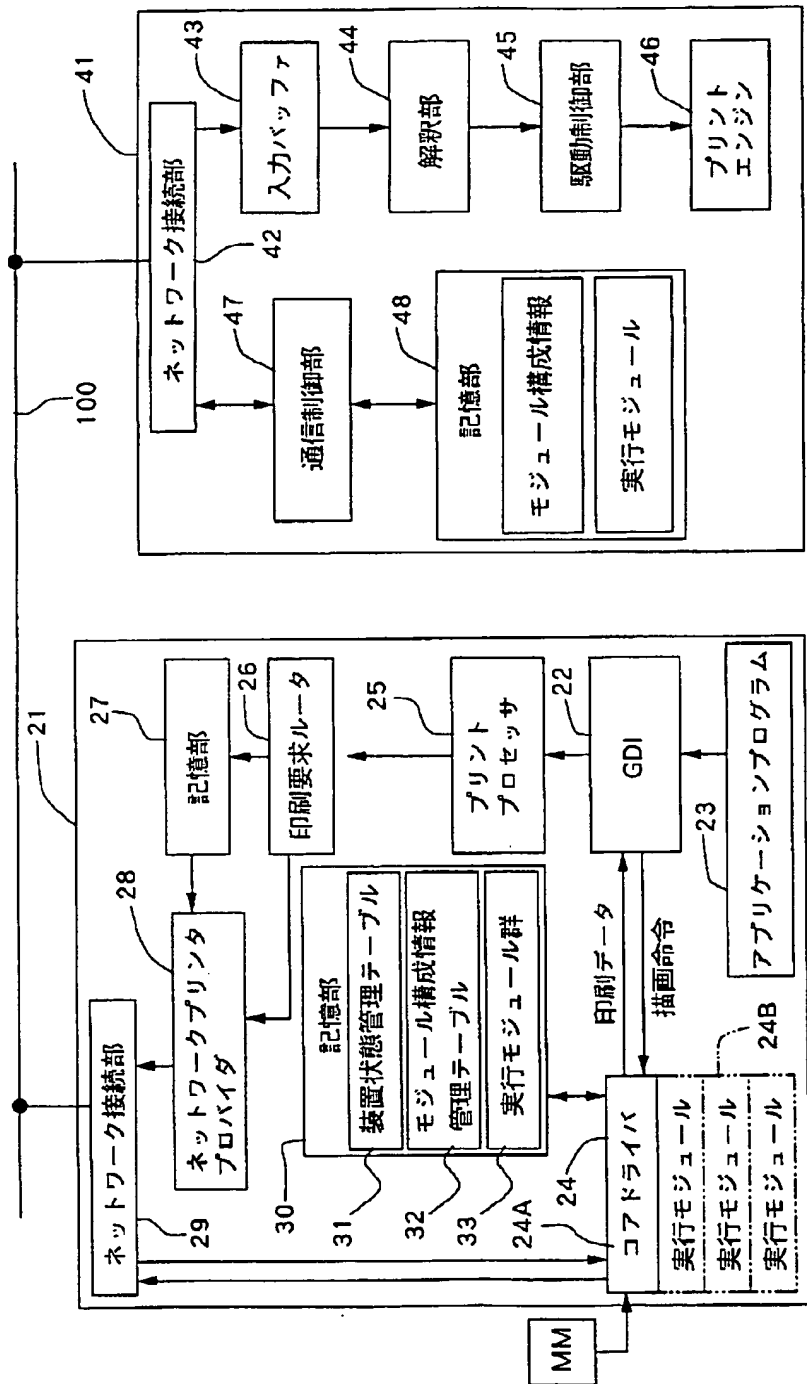 100
21
ネットワーク接続部
29
ネットワークプリンタ
プロバイダ
28
記憶部
27
印刷要求ルータ
26
プリント
プロセッサ
25
GDI
22
アプリケーションプログラム
23
記憶部
30
装置状態管理テーブル
31
モジュール構成情報
管理テーブル
32
実行モジュール群
33
印刷データ
描画命令
コアドライバ
24
24A
24B
実行モジュール
実行モジュール
実行モジュール
MM
41
ネットワーク接続部
42
入力バッファ
43
解釈部
44
駆動制御部
45
プリント
エンジン
46
通信制御部
47
記憶部
48
モジュール構成情報
実行モジュール